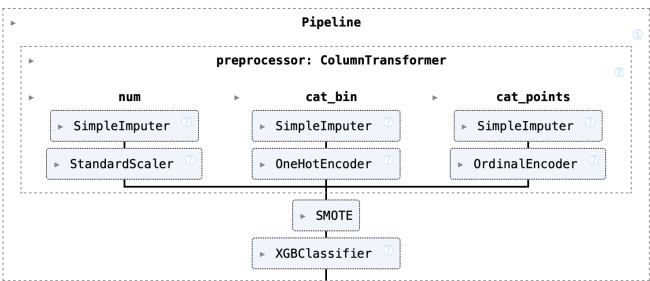 Pipeline
i
preprocessor: ColumnTransformer
?
num
cat_bin
cat_points
SimpleImputer ?
SimpleImputer ?
SimpleImputer ?
StandardScaler ?
OneHotEncoder ?
OrdinalEncoder ?
SMOTE
XGBClassifier ?